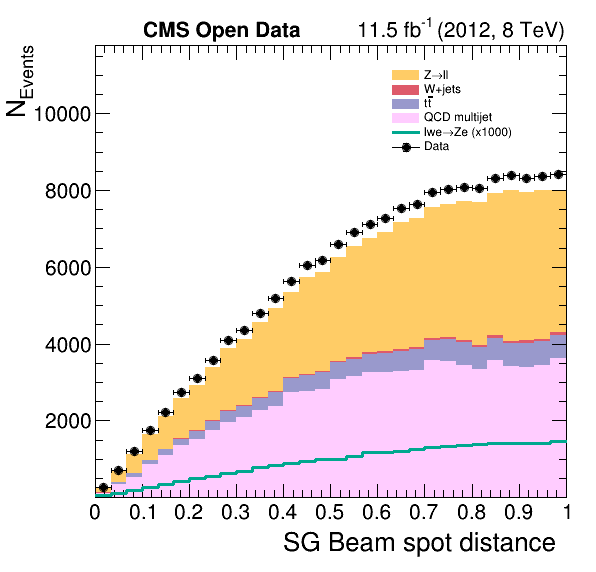 CMS Open Data 11.5 fb⁻¹ (2012, 8 TeV)
N_Events
Z→ll
W+jets
tt̅
QCD multijet
lwe→Ze (x1000)
Data
10000
8000
6000
4000
2000
0 0.1 0.2 0.3 0.4 0.5 0.6 0.7 0.8 0.9 1
SG Beam spot distance